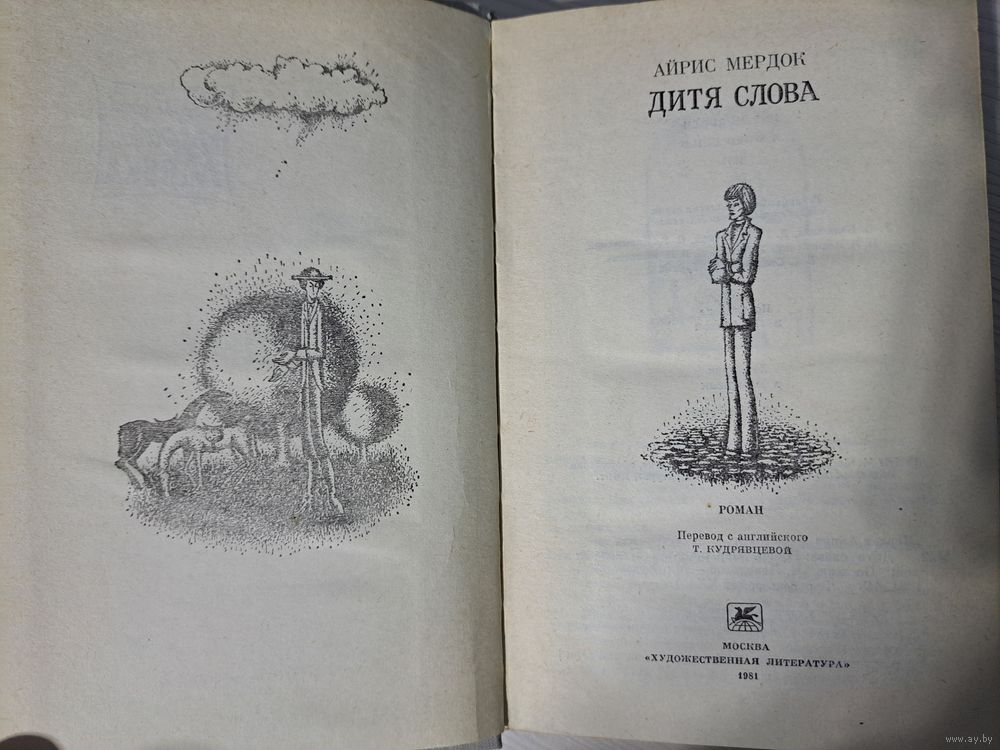 АЙРИС МЕРДОК
ДИТЯ СЛОВА
РОМАН
Перевод с английского
Т. КУДРЯВЦЕВОЙ
МОСКВА
«ХУДОЖЕСТВЕННАЯ ЛИТЕРАТУРА»
1981
www.ay.by